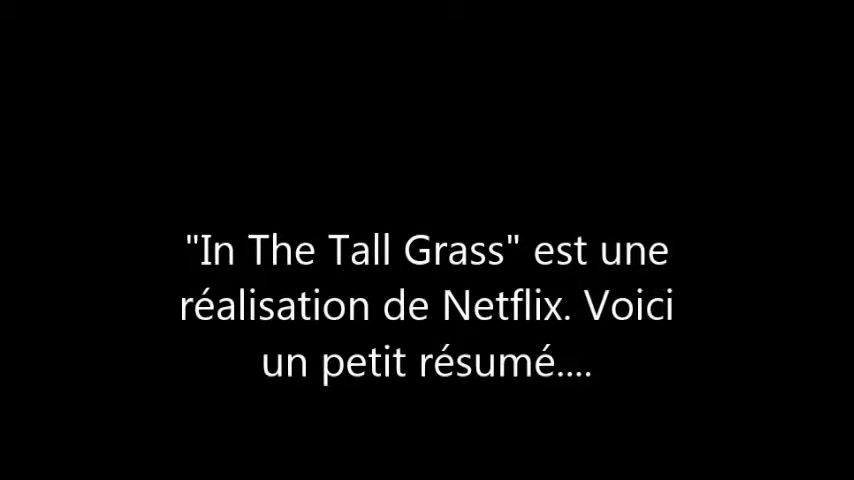 "In The Tall Grass" est une
réalisation de Netflix. Voici
un petit résumé....